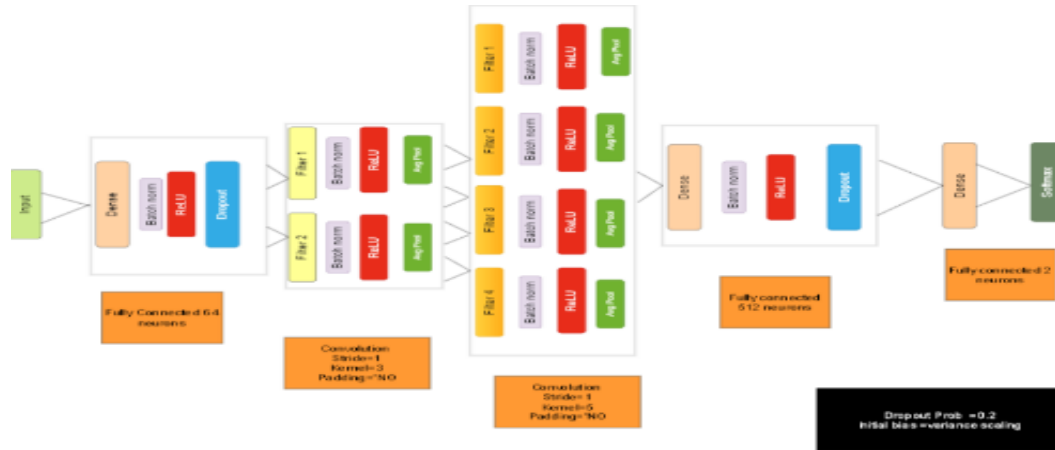 Input
Dense
Batch norm
ReLU
Dropout
Fully Connected 64
neurons
Filter 1
Batch norm
ReLU
Avg Pool
Filter 2
Batch norm
ReLU
Avg Pool
Convolution
Stride=1
Kernel=3
Padding="NO
Filter 1
Batch norm
ReLU
Avg Pool
Filter 2
Batch norm
ReLU
Avg Pool
Filter 3
Batch norm
ReLU
Avg Pool
Filter 4
Batch norm
ReLU
Avg Pool
Convolution
Stride= 1
Kernel=5
Padding="NO
Dense
Batch norm
ReLU
Dropout
Fully connected
512 neurons
Dense
Softmax
Fully connected 2
neurons
Dropout Prob =0.2
Initial bias =variance scaling